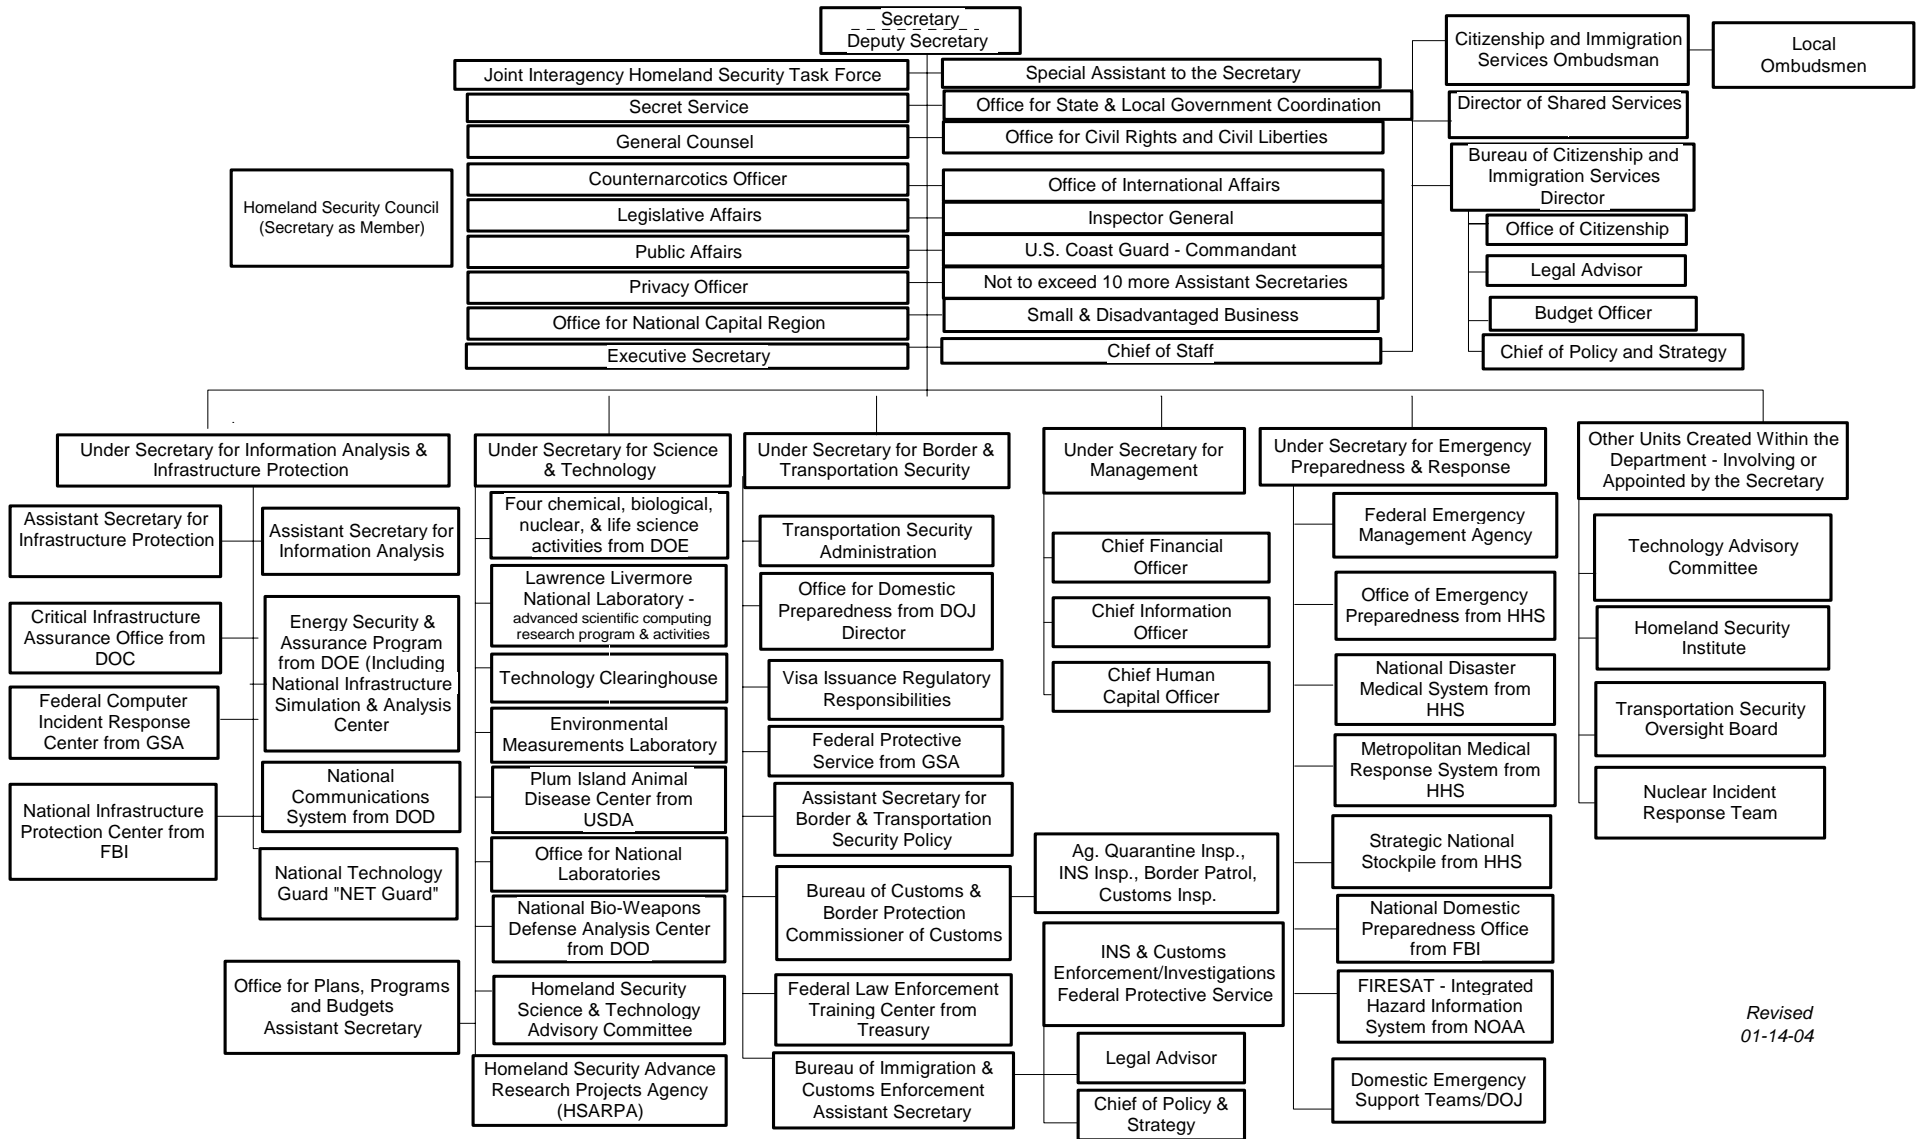 Secretary
Deputy Secretary
Joint Interagency Homeland Security Task Force
Secret Service
General Counsel
Counternarcotics Officer
Legislative Affairs
Public Affairs
Privacy Officer
Office for National Capital Region
Executive Secretary
Special Assistant to the Secretary
Office for State & Local Government Coordination
Office for Civil Rights and Civil Liberties
Office of International Affairs
Inspector General
U.S. Coast Guard - Commandant
Not to exceed 10 more Assistant Secretaries
Small & Disadvantaged Business
Chief of Staff
Homeland Security Council
(Secretary as Member)
Citizenship and Immigration
Services Ombudsman
Local
Ombudsmen
Director of Shared Services
Bureau of Citizenship and
Immigration Services
Director
Office of Citizenship
Legal Advisor
Budget Officer
Chief of Policy and Strategy
Under Secretary for Information Analysis &
Infrastructure Protection
Assistant Secretary for
Infrastructure Protection
Assistant Secretary for
Information Analysis
Critical Infrastructure
Assurance Office from
DOC
Energy Security &
Assurance Program
from DOE (Including
National Infrastructure
Simulation & Analysis
Center
Federal Computer
Incident Response
Center from GSA
National
Communications
System from DOD
National Infrastructure
Protection Center from
FBI
National Technology
Guard "NET Guard"
Under Secretary for Science
& Technology
Four chemical, biological,
nuclear, & life science
activities from DOE
Lawrence Livermore
National Laboratory -
advanced scientific computing
research program & activities
Technology Clearinghouse
Environmental
Measurements Laboratory
Plum Island Animal
Disease Center from
USDA
Office for National
Laboratories
National Bio-Weapons
Defense Analysis Center
from DOD
Office for Plans, Programs
and Budgets
Assistant Secretary
Homeland Security
Science & Technology
Advisory Committee
Homeland Security Advance
Research Projects Agency
(HSARPA)
Under Secretary for Border &
Transportation Security
Transportation Security
Administration
Office for Domestic
Preparedness from DOJ
Director
Visa Issuance Regulatory
Responsibilities
Federal Protective
Service from GSA
Assistant Secretary for
Border & Transportation
Security Policy
Bureau of Customs &
Border Protection
Commissioner of Customs
Ag. Quarantine Insp.,
INS Insp., Border Patrol,
Customs Insp.
Federal Law Enforcement
Training Center from
Treasury
Bureau of Immigration &
Customs Enforcement
Assistant Secretary
INS & Customs
Enforcement/Investigations
Federal Protective Service
Legal Advisor
Chief of Policy &
Strategy
Under Secretary for
Management
Chief Financial
Officer
Chief Information
Officer
Chief Human
Capital Officer
Under Secretary for Emergency
Preparedness & Response
Federal Emergency
Management Agency
Office of Emergency
Preparedness from HHS
National Disaster
Medical System from
HHS
Metropolitan Medical
Response System from
HHS
Strategic National
Stockpile from HHS
National Domestic
Preparedness Office
from FBI
FIRESAT - Integrated
Hazard Information
System from NOAA
Domestic Emergency
Support Teams/DOJ
Other Units Created Within the
Department - Involving or
Appointed by the Secretary
Technology Advisory
Committee
Homeland Security
Institute
Transportation Security
Oversight Board
Nuclear Incident
Response Team
Revised
01-14-04